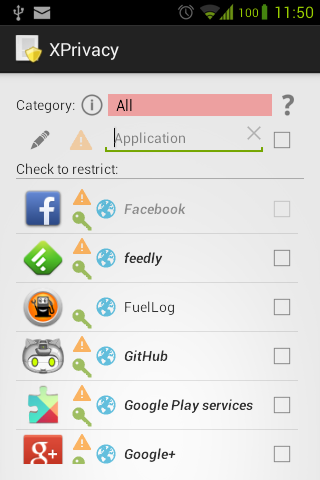 100 11:50
XPrivacy
Category: i All ?
Application
Check to restrict:
Facebook
feedly
FuelLog
GitHub
Google Play services
Google+